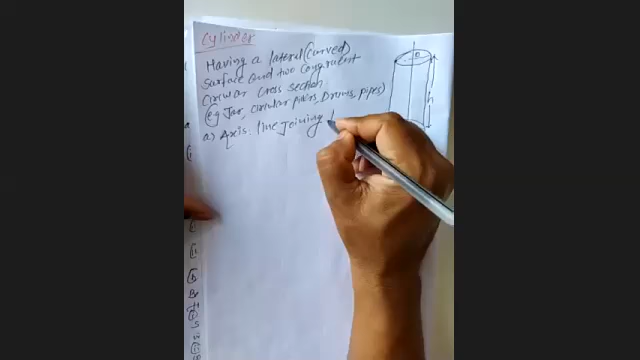 Cylinder
Having a lateral (curved)
Surface and two congruent
Circular cross section.
(eg Jar, circular pillars, Drums, pipes)
a) Axis: line joining
h